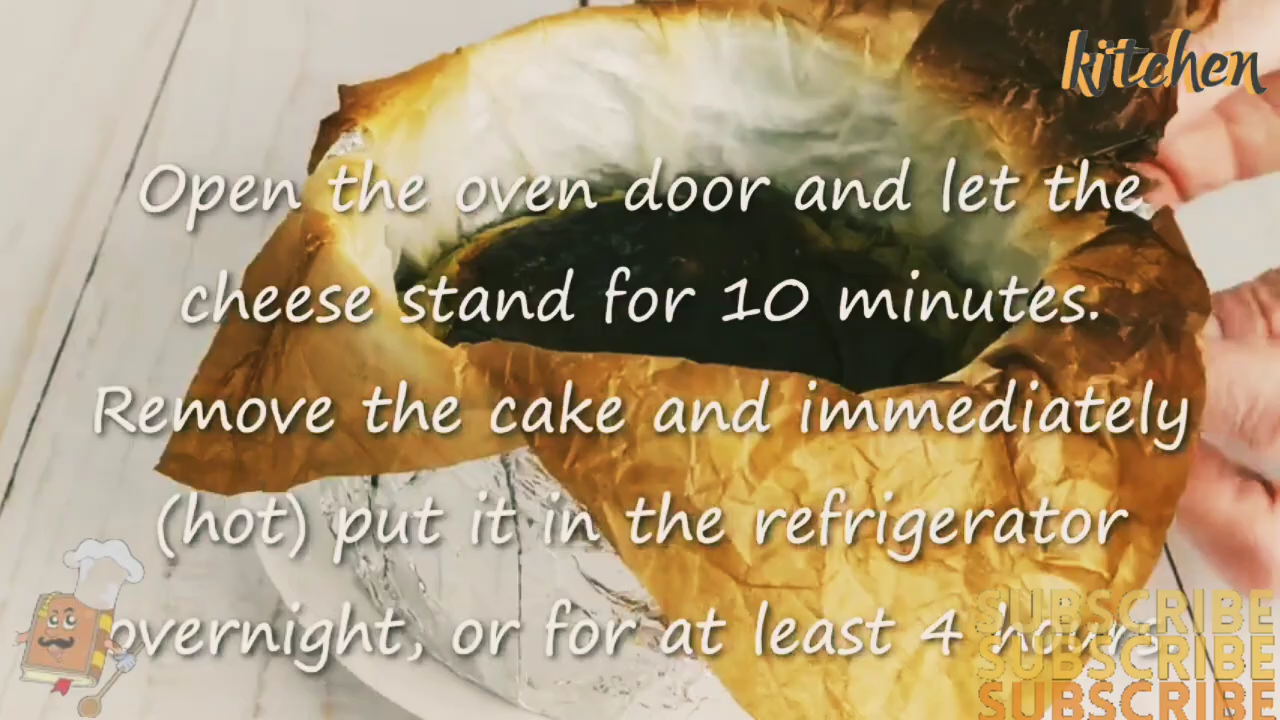 kitchen
Open the oven door and let the
cheese stand for 10 minutes.
Remove the cake and immediately
(hot) put it in the refrigerator
overnight, or for at least 4 hours
SUBSCRIBE
SUBSCRIBE
SUBSCRIBE